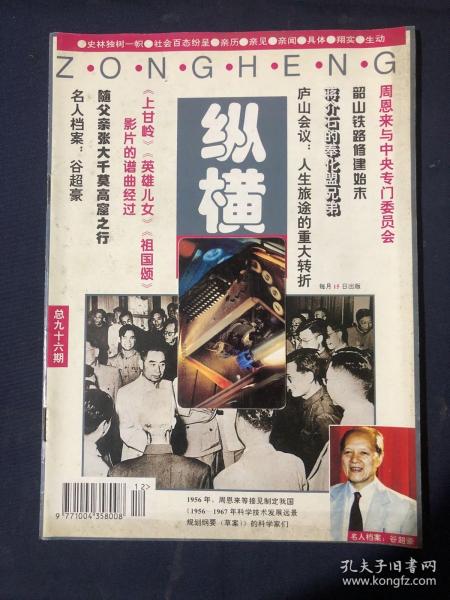 ●史林独树一帜●社会百态纷呈●亲历●亲见●亲闻●具体●翔实●生动
Z·O·N·G·H·E·N·G
纵横
周恩来与中央专门委员会
韶山铁路修建始末
蒋介石的奉化盟兄弟
庐山会议：人生旅途的重大转折
每月15日出版
《上甘岭》《英雄儿女》《祖国颂》
影片的谱曲经过
随父亲张大千莫高窟之行
名人档案：谷超豪
总九十六期
12>
9 771004 358008
1956年，周恩来等接见制定我国
（1956—1967年科学技术发展远景
规划纲要（草案）》的科学家们
名人档案：谷超豪
孔夫子旧书网